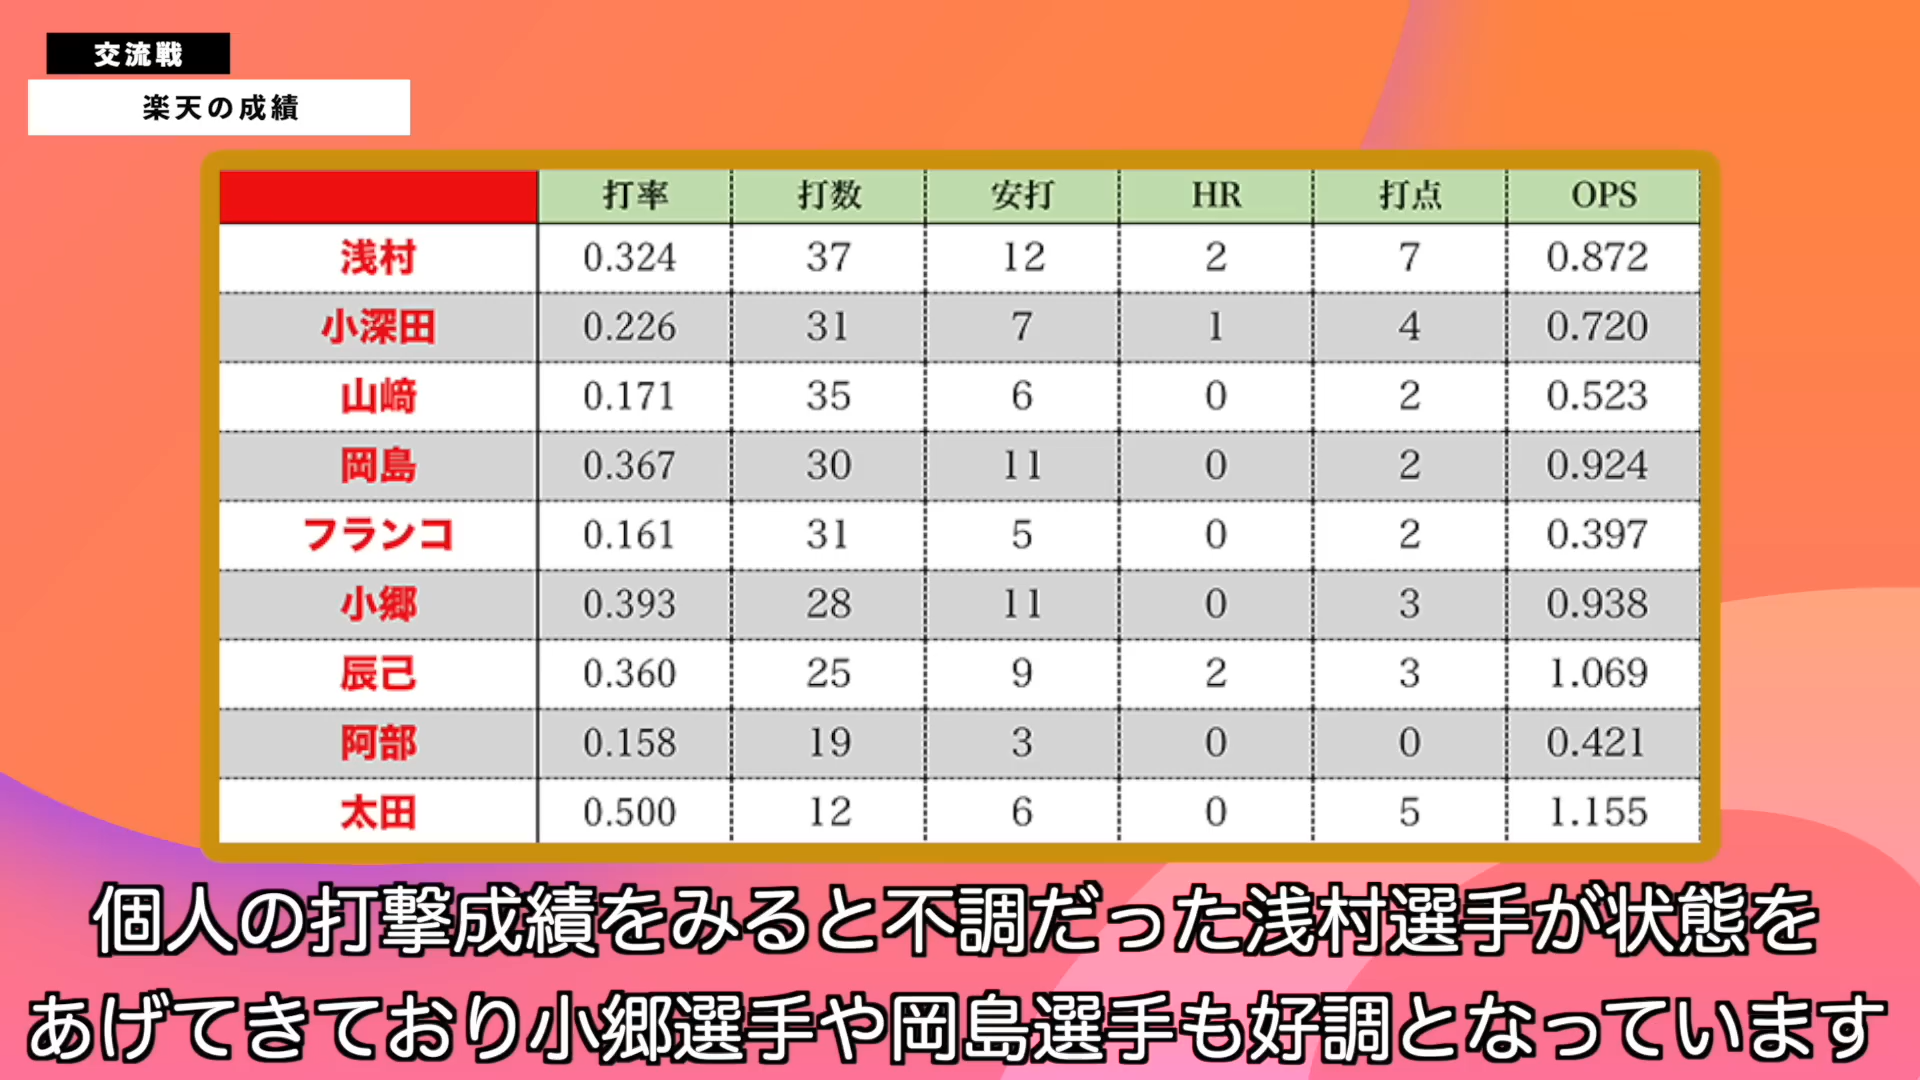 交流戦
楽天の成績
打率 打数 安打 HR 打点 OPS
浅村 0.324 37 12 2 7 0.872
小深田 0.226 31 7 1 4 0.720
山﨑 0.171 35 6 0 2 0.523
岡島 0.367 30 11 0 2 0.924
フランコ 0.161 31 5 0 2 0.397
小郷 0.393 28 11 0 3 0.938
辰己 0.360 25 9 2 3 1.069
阿部 0.158 19 3 0 0 0.421
太田 0.500 12 6 0 5 1.155
個人の打撃成績をみると不調だった浅村選手が状態を
あげてきており小郷選手や岡島選手も好調となっています